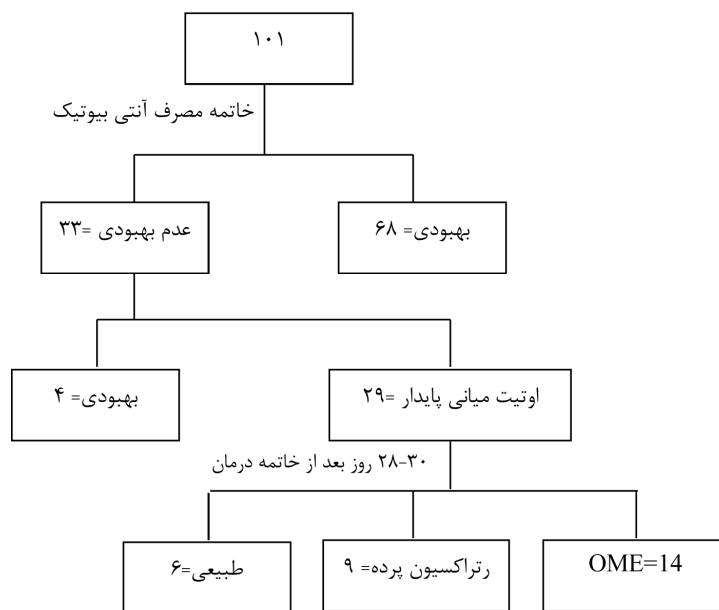 ۱۰۱
خاتمه مصرف آنتی بیوتیک
بهبودی= ۶۸
عدم بهبودی =۳۳
اوتیت میانی پایدار =۲۹
بهبودی= ۴
۲۸-۳۰ روز بعد از خاتمه درمان
OME=14
رتراکسیون پرده= ۹
طبیعی=۶